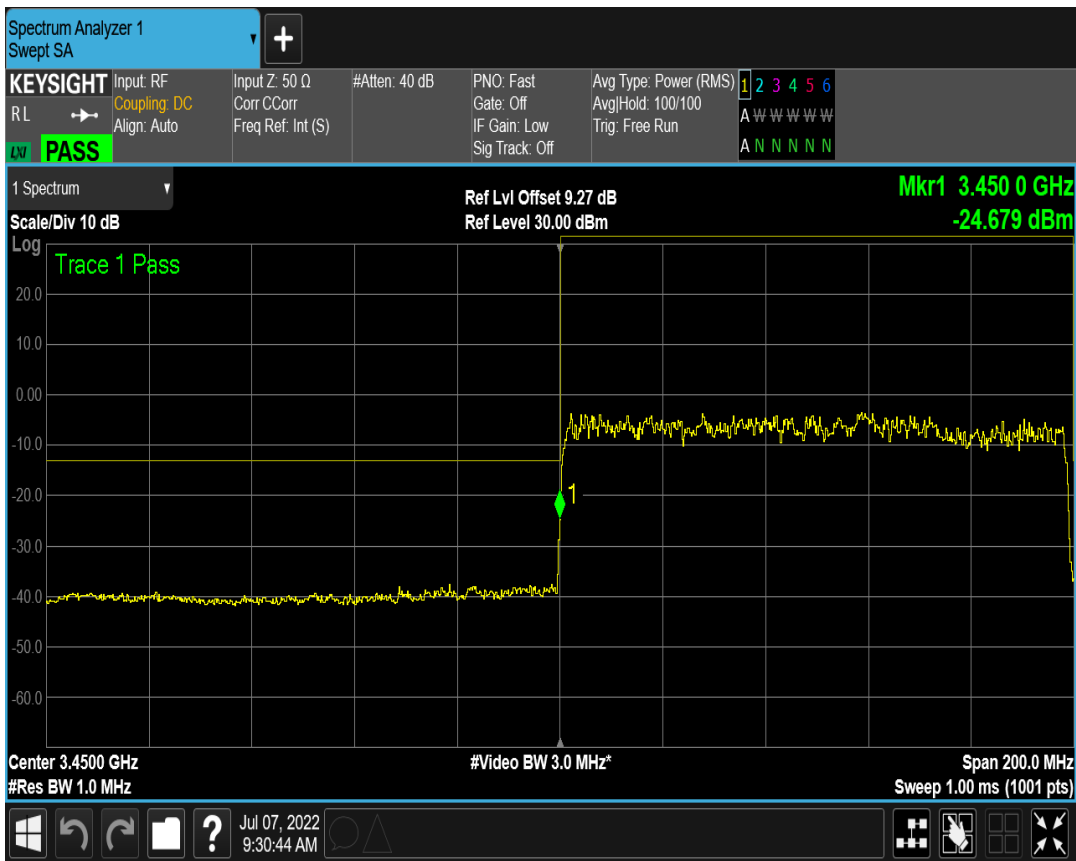 Spectrum Analyzer 1
Swept SA
+
KEYSIGHT
RL
LXI PASS
Input: RF
Coupling: DC
Align: Auto
Input Z: 50 Ω
Corr CCorr
Freq Ref: Int (S)
#Atten: 40 dB
PNO: Fast
Gate: Off
IF Gain: Low
Sig Track: Off
Avg Type: Power (RMS)
Avg|Hold: 100/100
Trig: Free Run
1 2 3 4 5 6
A W W W W W
A N N N N N
1 Spectrum
Scale/Div 10 dB
Ref Lvl Offset 9.27 dB
Ref Level 30.00 dBm
Mkr1 3.450 0 GHz
-24.679 dBm
Log
Trace 1 Pass
20.0
10.0
0.00
-10.0
-20.0
1
-30.0
-40.0
-50.0
-60.0
Center 3.4500 GHz
#Res BW 1.0 MHz
#Video BW 3.0 MHz*
Span 200.0 MHz
Sweep 1.00 ms (1001 pts)
?
Jul 07, 2022
9:30:44 AM